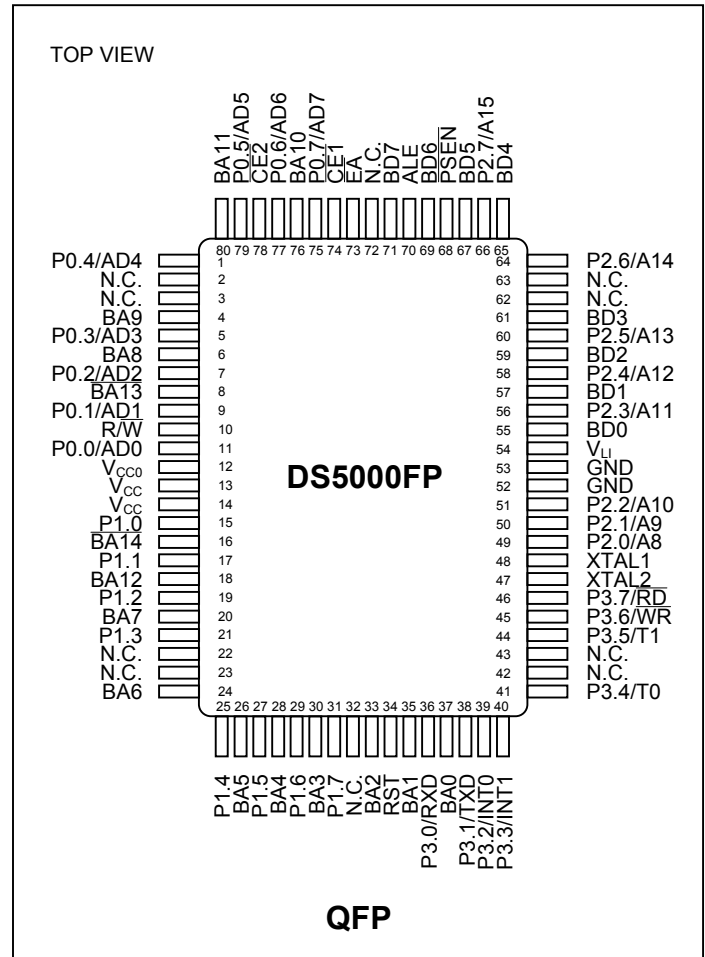 TOP VIEW
BA11
P0.5/AD5
CE2
P0.6/AD6
BA10
P0.7/AD7
CE1
EA
N.C.
BD7
ALE
BD6
PSEN
BD5
P2.7/A15
BD4
80 79 78 77 76 75 74 73 72 71 70 69 68 67 66 65
P0.4/AD4 1
N.C. 2
N.C. 3
BA9 4
P0.3/AD3 5
BA8 6
P0.2/AD2 7
BA13 8
P0.1/AD1 9
R/W 10
P0.0/AD0 11
VCC0 12
VCC 13
VCC 14
P1.0 15
BA14 16
P1.1 17
BA12 18
P1.2 19
BA7 20
P1.3 21
N.C. 22
N.C. 23
BA6 24
DS5000FP
64 P2.6/A14
63 N.C.
62 N.C.
61 BD3
60 P2.5/A13
59 BD2
58 P2.4/A12
57 BD1
56 P2.3/A11
55 BD0
54 VLI
53 GND
52 GND
51 P2.2/A10
50 P2.1/A9
49 P2.0/A8
48 XTAL1
47 XTAL2
46 P3.7/RD
45 P3.6/WR
44 P3.5/T1
43 N.C.
42 N.C.
41 P3.4/T0
25 26 27 28 29 30 31 32 33 34 35 36 37 38 39 40
P1.4
BA5
P1.5
BA4
P1.6
BA3
P1.7
N.C.
BA2
RST
BA1
P3.0/RXD
BA0
P3.1/TXD
P3.2/INT0
P3.3/INT1
QFP